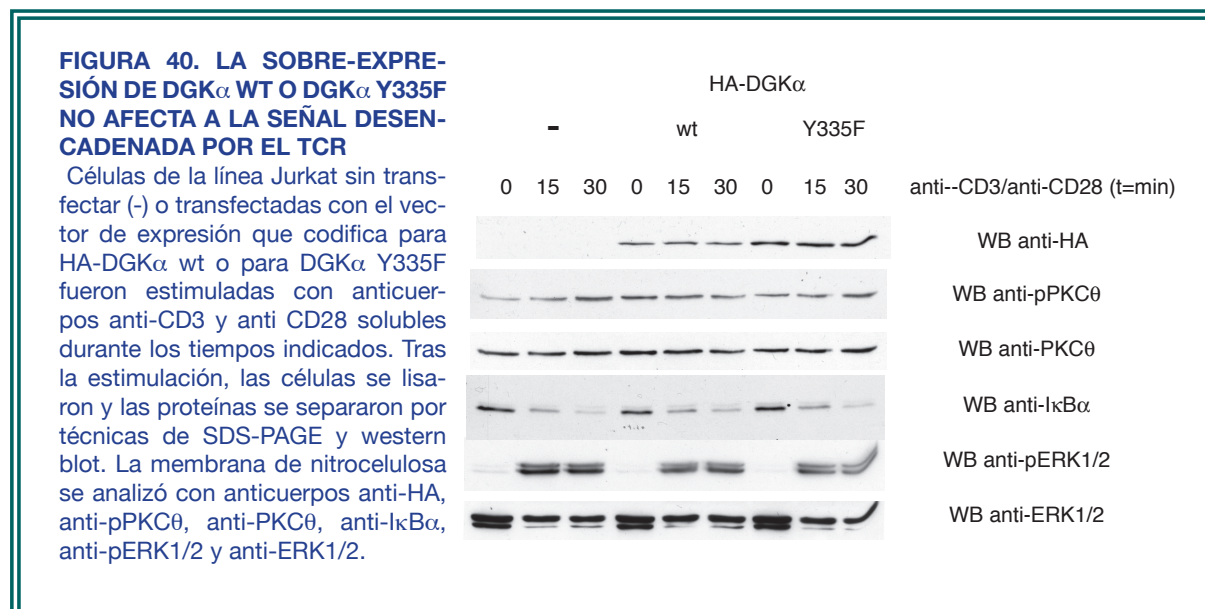 FIGURA 40. LA SOBRE-EXPRE-
SIÓN DE DGKα WT O DGKα Y335F
NO AFECTA A LA SEÑAL DESEN-
CADENADA POR EL TCR
Células de la línea Jurkat sin trans-
fectar (-) o transfectadas con el vec-
tor de expresión que codifica para
HA-DGKα wt o para DGKα Y335F
fueron estimuladas con anticuer-
pos anti-CD3 y anti CD28 solubles
durante los tiempos indicados. Tras
la estimulación, las células se lisa-
ron y las proteínas se separaron por
técnicas de SDS-PAGE y western
blot. La membrana de nitrocelulosa
se analizó con anticuerpos anti-HA,
anti-pPKCθ, anti-PKCθ, anti-IκBα,
anti-pERK1/2 y anti-ERK1/2.
HA-DGKα
- wt Y335F
0 15 30 0 15 30 0 15 30 anti--CD3/anti-CD28 (t=min)
WB anti-HA
WB anti-pPKCθ
WB anti-PKCθ
WB anti-IκBα
WB anti-pERK1/2
WB anti-ERK1/2